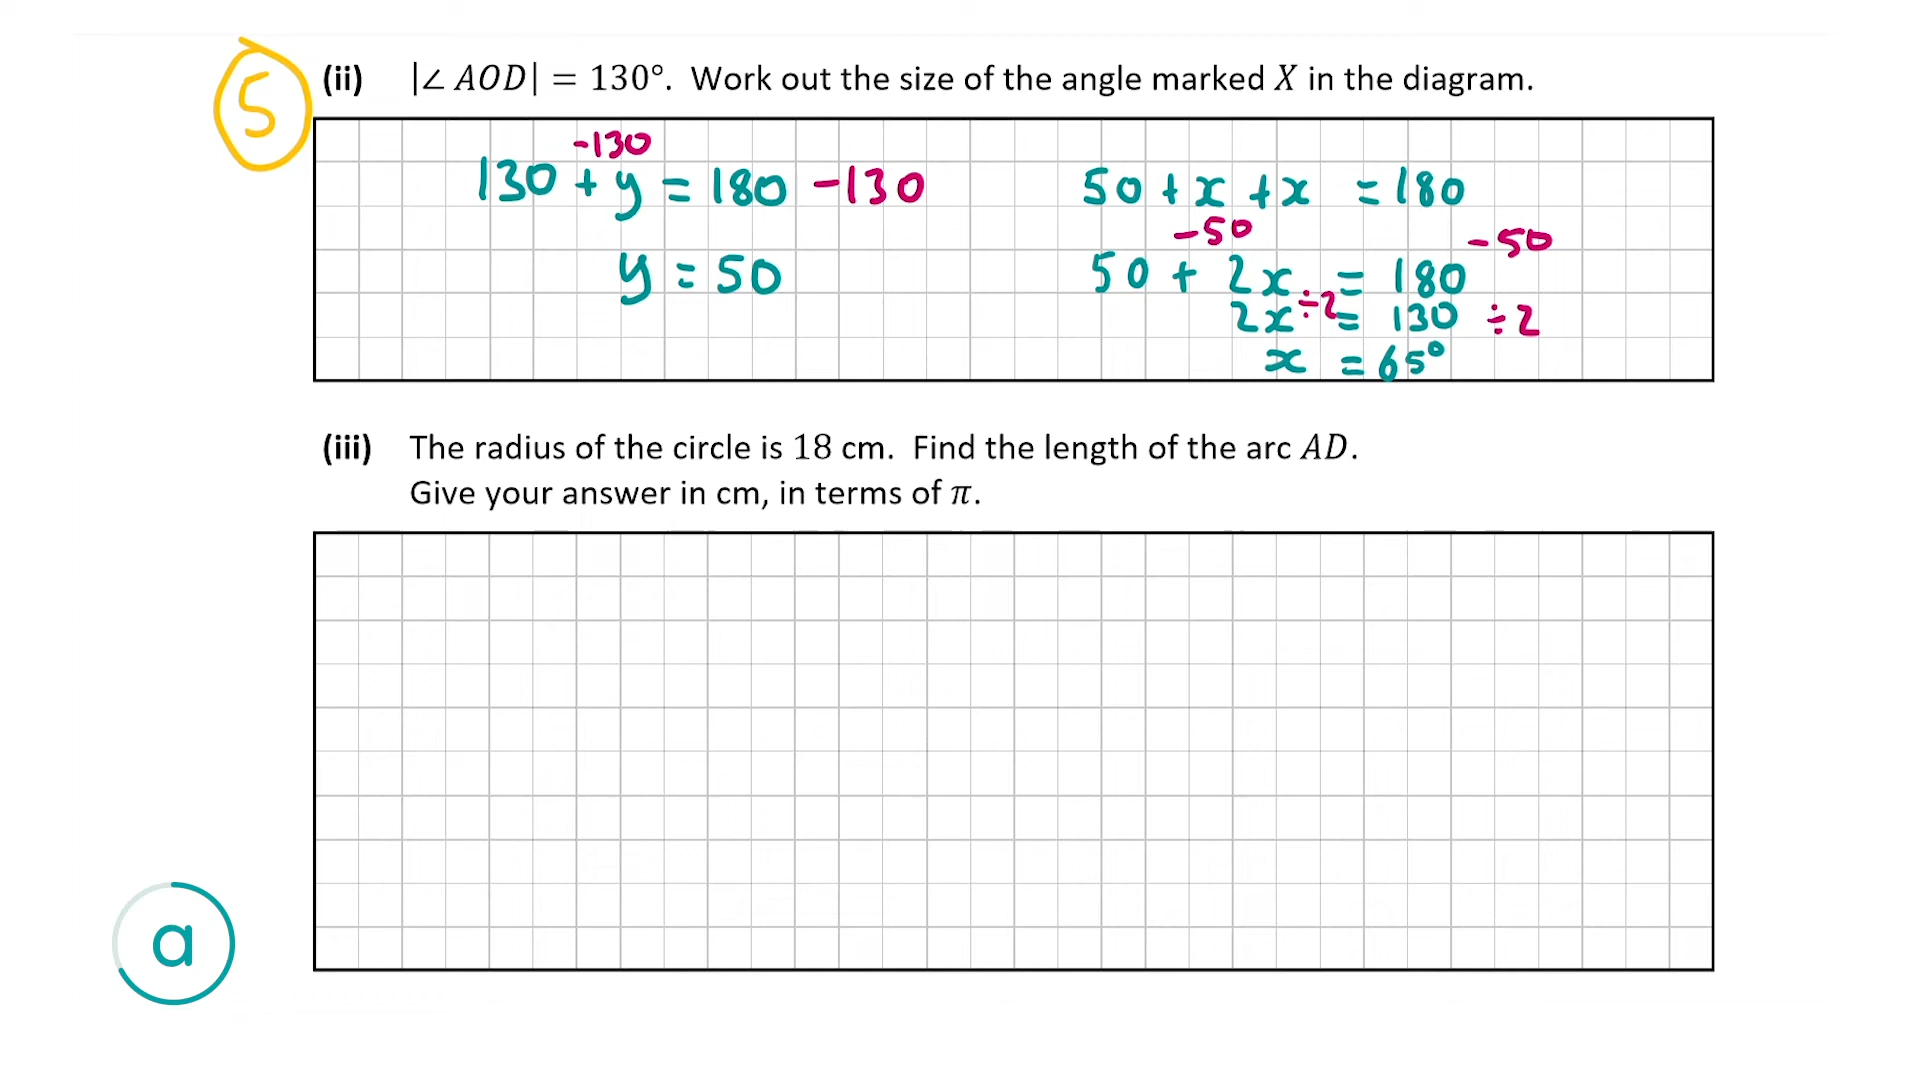 5
(ii) |∠ AOD| = 130°. Work out the size of the angle marked X in the diagram.
-130
130 + y = 180 -130
y = 50
50 + x + x = 180
-50 -50
50 + 2x = 180
÷2
2x = 130 ÷2
x = 65°
(iii) The radius of the circle is 18 cm. Find the length of the arc AD.
Give your answer in cm, in terms of π.
a